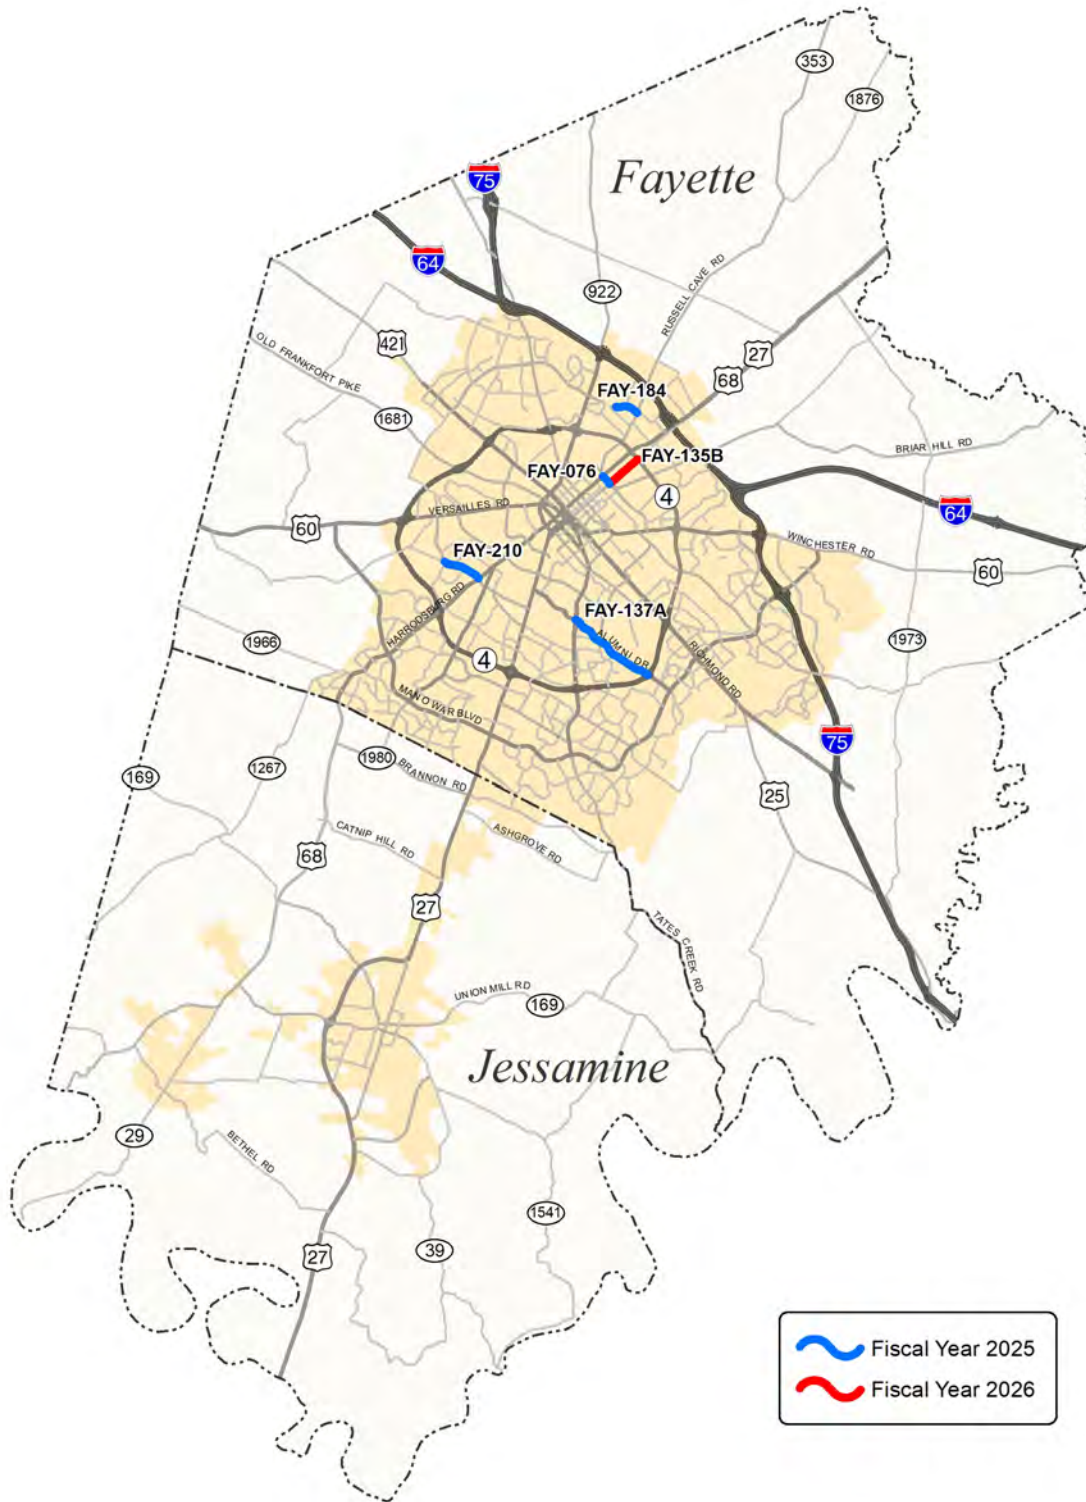 353
1876
75
Fayette
64
922
RUSSELL CAVE RD
421
27
OLD FRANKFORT PIKE
68
FAY-184
1681
BRIAR HILL RD
FAY-135B
FAY-076
4
VERSAILLES RD
64
60
WINCHESTER RD
FAY-210
60
HARRODSBURG RD
FAY-137A
1966
ALUMNI DR
1973
4
RICHMOND RD
MAN O WAR BLVD
75
1980
1267
169
BRANNON RD
25
CATNIP HILL RD
ASHGROVE RD
68
27
TATES CREEK RD
UNION MILL RD
169
Jessamine
29
BETHEL RD
1541
39
27
Fiscal Year 2025
Fiscal Year 2026